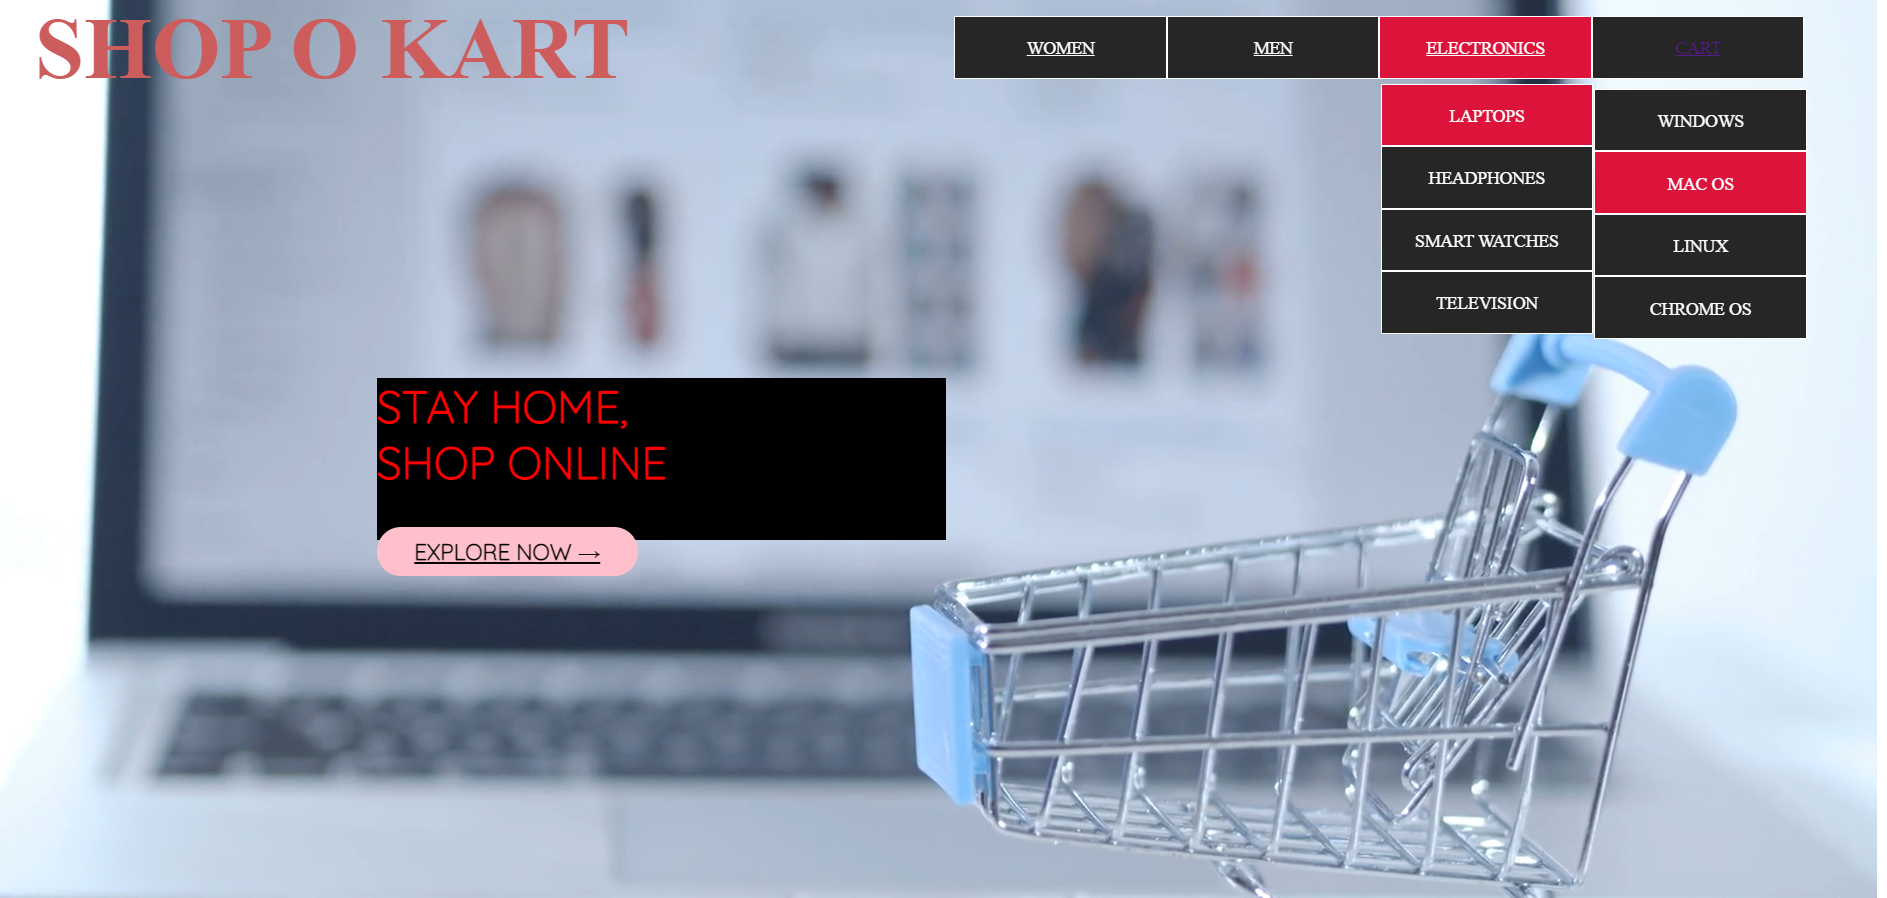 SHOP O KART
WOMEN
MEN
ELECTRONICS
CART
LAPTOPS
HEADPHONES
SMART WATCHES
TELEVISION
WINDOWS
MAC OS
LINUX
CHROME OS
STAY HOME,
SHOP ONLINE
EXPLORE NOW →